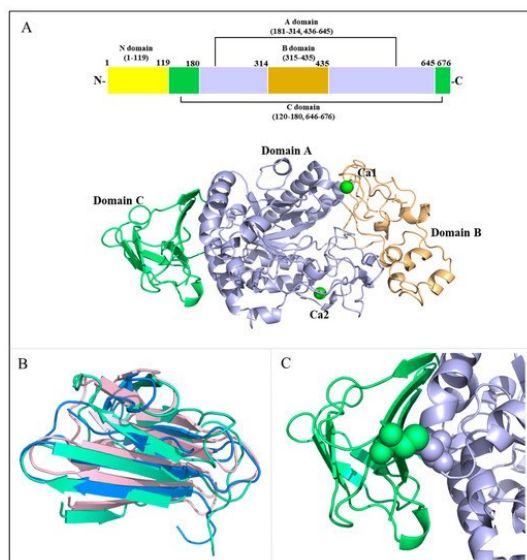 A
A domain
(181-314, 436-645)
N domain
(1-119)
B domain
(315-435)
1 119 180 314 435 645 676
N- -C
C domain
(120-180, 646-676)
Domain A
Ca1
Domain C
Domain B
Ca2
B
C